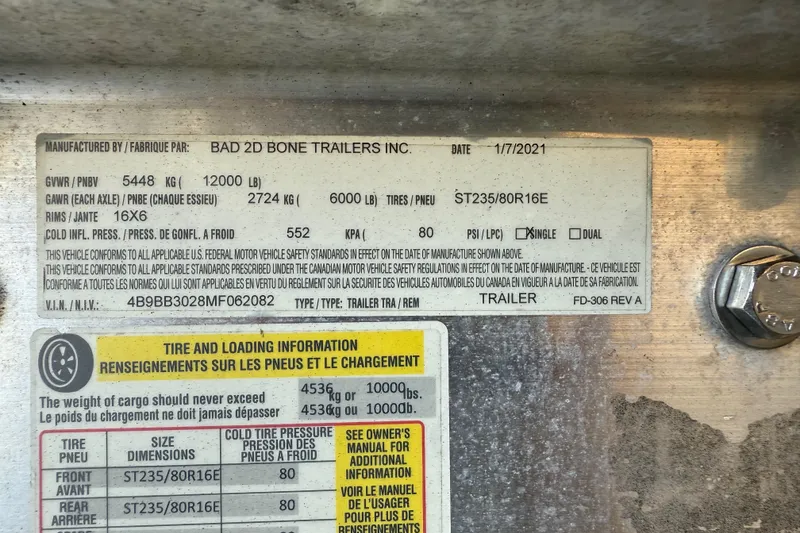 MANUFACTURED BY / FABRIQUE PAR: BAD 2D BONE TRAILERS INC. DATE 1/7/2021
GVWR / PNBV 5448 KG ( 12000 LB)
GAWR (EACH AXLE) / PNBE (CHAQUE ESSIEU) 2724 KG ( 6000 LB) TIRES / PNEU ST235/80R16E
RIMS / JANTE 16X6
COLD INFL. PRESS. / PRESS. DE GONFL. A FROID 552 KPA ( 80 PSI / LPC) SINGLE DUAL
THIS VEHICLE CONFORMS TO ALL APPLICABLE U.S. FEDERAL MOTOR VEHICLE SAFETY STANDARDS IN EFFECT ON THE DATE OF MANUFACTURE SHOWN ABOVE.
THIS VEHICLE CONFORMS TO ALL APPLICABLE STANDARDS PRESCRIBED UNDER THE CANADIAN MOTOR VEHICLE SAFETY REGULATIONS IN EFFECT ON THE DATE OF MANUFACTURE. - CE VEHICULE EST
CONFORME A TOUTES LES NORMES QUI LUI SONT APPLICABLES EN VERTU DU REGLEMENT SUR LA SECURITE DES VEHICULES AUTOMOBILES DU CANADA EN VIGUEUR A LA DATE DE SA FABRICATION.
V.I.N. / N.I.V.: 4B9BB3028MF062082 TYPE / TYPE: TRAILER TRA / REM TRAILER FD-306 REV A
TIRE AND LOADING INFORMATION
RENSEIGNEMENTS SUR LES PNEUS ET LE CHARGEMENT
The weight of cargo should never exceed 4536 kg or 10000 lbs.
Le poids du chargement ne doit jamais dépasser 4536 kg ou 10000 lb.
TIRE
PNEU
SIZE
DIMENSIONS
COLD TIRE PRESSURE
PRESSION DES
PNEUS A FROID
SEE OWNER'S
MANUAL FOR
ADDITIONAL
INFORMATION
FRONT
AVANT
ST235/80R16E
80
REAR
ARRIÈRE
ST235/80R16E
80
VOIR LE MANUEL
DE L'USAGER
POUR PLUS DE
RENSEIGNEMENTS